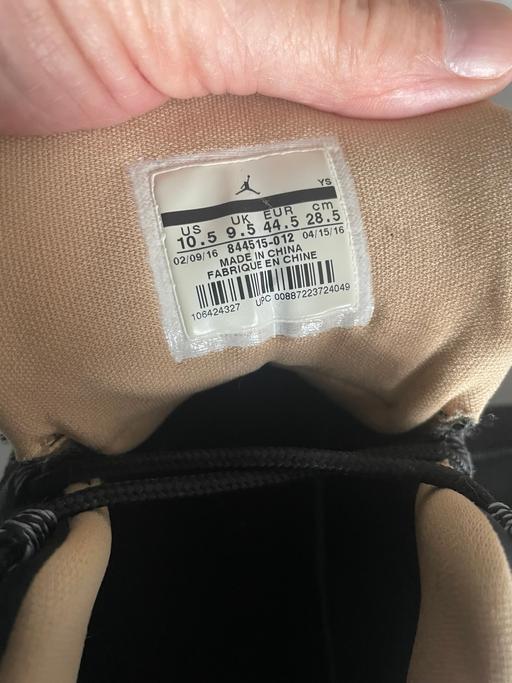 YS
US UK EUR cm
10.5 9.5 44.5 28.5
02/09/16 844515-012 04/15/16
MADE IN CHINA
FABRIQUE EN CHINE
106424327 UPC 00887223724049